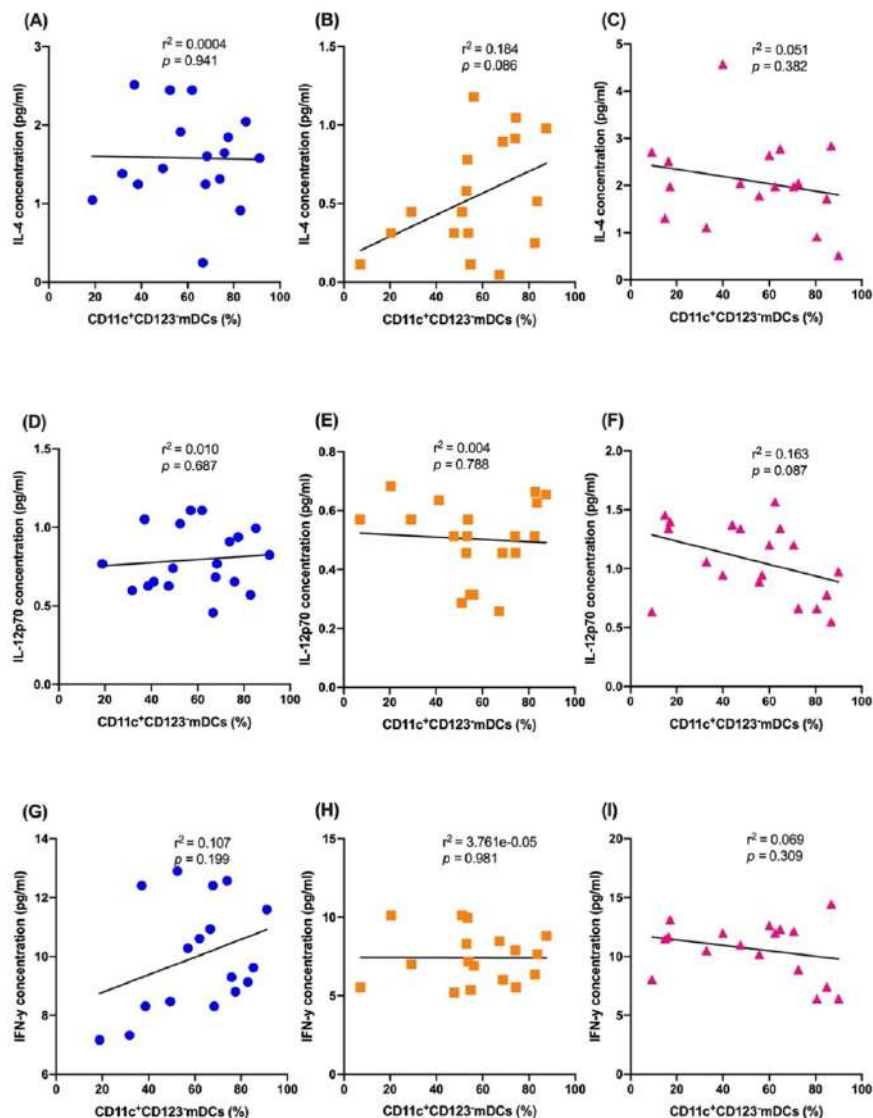 (A)
r² = 0.0004
p = 0.941
IL-4 concentration (pg/ml)
3
2
1
0
0 20 40 60 80 100
CD11c⁺CD123⁻mDCs (%)
(B)
r² = 0.184
p = 0.086
IL-4 concentration (pg/ml)
1.5
1.0
0.5
0.0
0 20 40 60 80 100
CD11c⁺CD123⁻mDCs (%)
(C)
r² = 0.051
p = 0.382
IL-4 concentration (pg/ml)
5
4
3
2
1
0
0 20 40 60 80 100
CD11c⁺CD123⁻mDCs (%)
(D)
r² = 0.010
p = 0.687
IL-12p70 concentration (pg/ml)
1.5
1.0
0.5
0.0
0 20 40 60 80 100
CD11c⁺CD123⁻mDCs (%)
(E)
r² = 0.004
p = 0.788
IL-12p70 concentration (pg/ml)
0.8
0.6
0.4
0.2
0.0
0 20 40 60 80 100
CD11c⁺CD123⁻mDCs (%)
(F)
r² = 0.163
p = 0.087
IL-12p70 concentration (pg/ml)
2.0
1.5
1.0
0.5
0.0
0 20 40 60 80 100
CD11c⁺CD123⁻mDCs (%)
(G)
r² = 0.107
p = 0.199
IFN-y concentration (pg/ml)
14
12
10
8
6
0 20 40 60 80 100
CD11c⁺CD123⁻mDCs (%)
(H)
r² = 3.761e-0.05
p = 0.981
IFN-y concentration (pg/ml)
15
10
5
0
0 20 40 60 80 100
CD11c⁺CD123⁻mDCs (%)
(I)
r² = 0.069
p = 0.309
IFN-y concentration (pg/ml)
20
15
10
5
0
0 20 40 60 80 100
CD11c⁺CD123⁻mDCs (%)